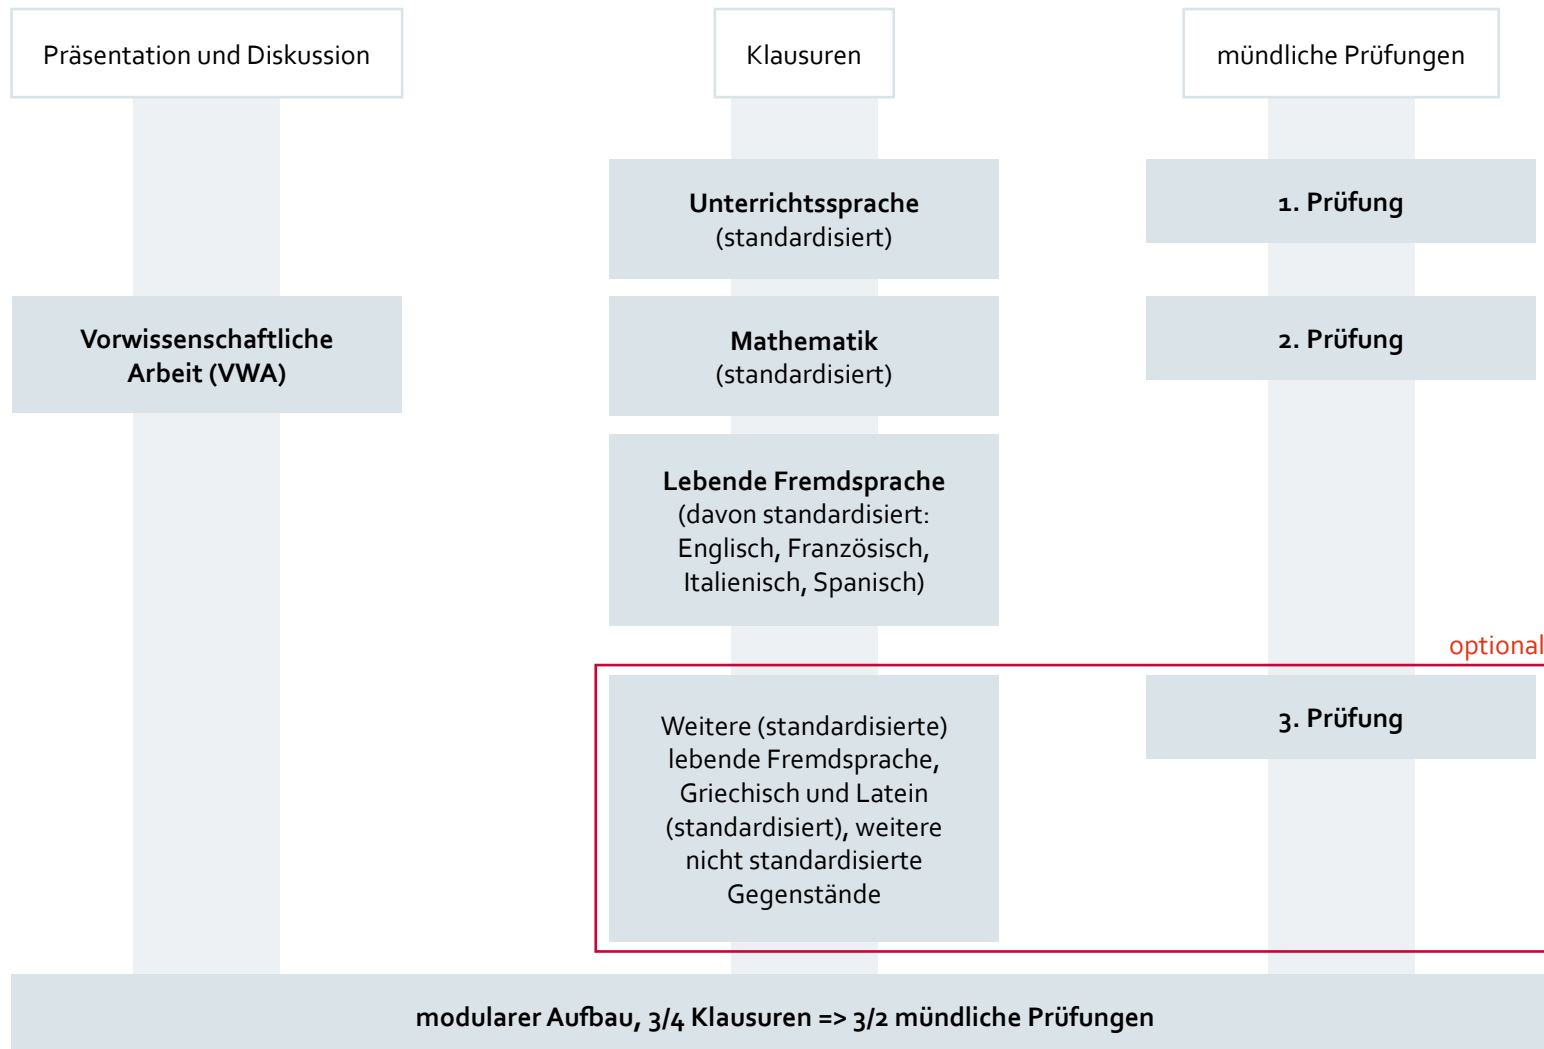 Präsentation und Diskussion
Klausuren
mündliche Prüfungen
Unterrichtssprache
(standardisiert)
1. Prüfung
Vorwissenschaftliche
Arbeit (VWA)
Mathematik
(standardisiert)
2. Prüfung
Lebende Fremdsprache
(davon standardisiert:
Englisch, Französisch,
Italienisch, Spanisch)
optional
Weitere (standardisierte)
lebende Fremdsprache,
Griechisch und Latein
(standardisiert), weitere
nicht standardisierte
Gegenstände
3. Prüfung
modularer Aufbau, 3/4 Klausuren => 3/2 mündliche Prüfungen